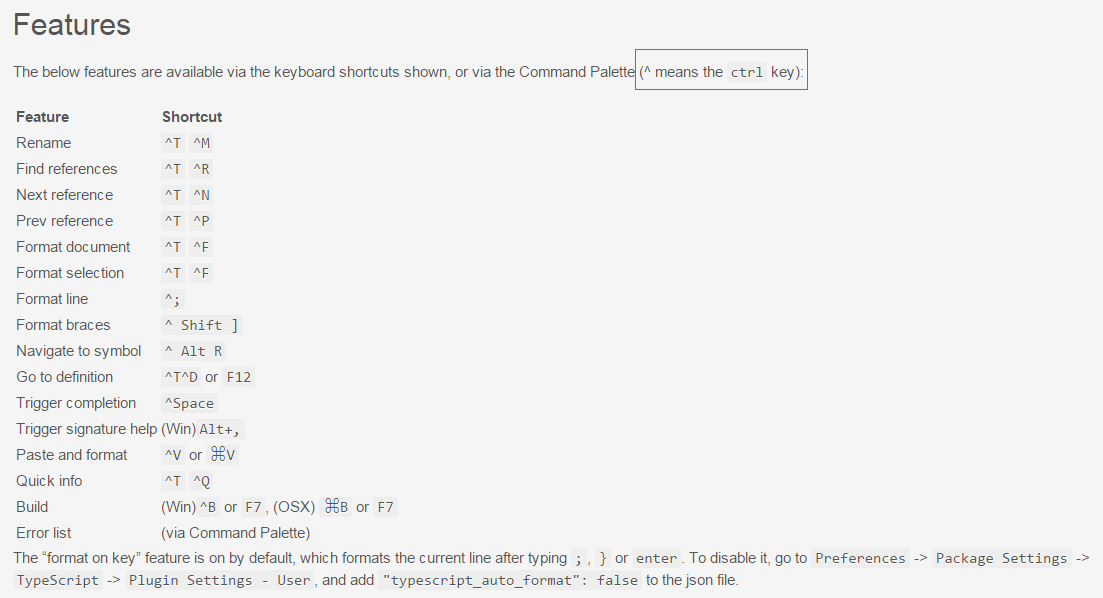 Features
The below features are available via the keyboard shortcuts shown, or via the Command Palette (^ means the ctrl key):
Feature Shortcut
Rename ^T ^M
Find references ^T ^R
Next reference ^T ^N
Prev reference ^T ^P
Format document ^T ^F
Format selection ^T ^F
Format line ^;
Format braces ^ Shift ]
Navigate to symbol ^ Alt R
Go to definition ^T^D or F12
Trigger completion ^Space
Trigger signature help (Win) Alt+,
Paste and format ^V or ⌘V
Quick info ^T ^Q
Build (Win) ^B or F7, (OSX) ⌘B or F7
Error list (via Command Palette)
The “format on key” feature is on by default, which formats the current line after typing ;, } or enter. To disable it, go to Preferences -> Package Settings ->
TypeScript -> Plugin Settings - User, and add "typescript_auto_format": false to the json file.